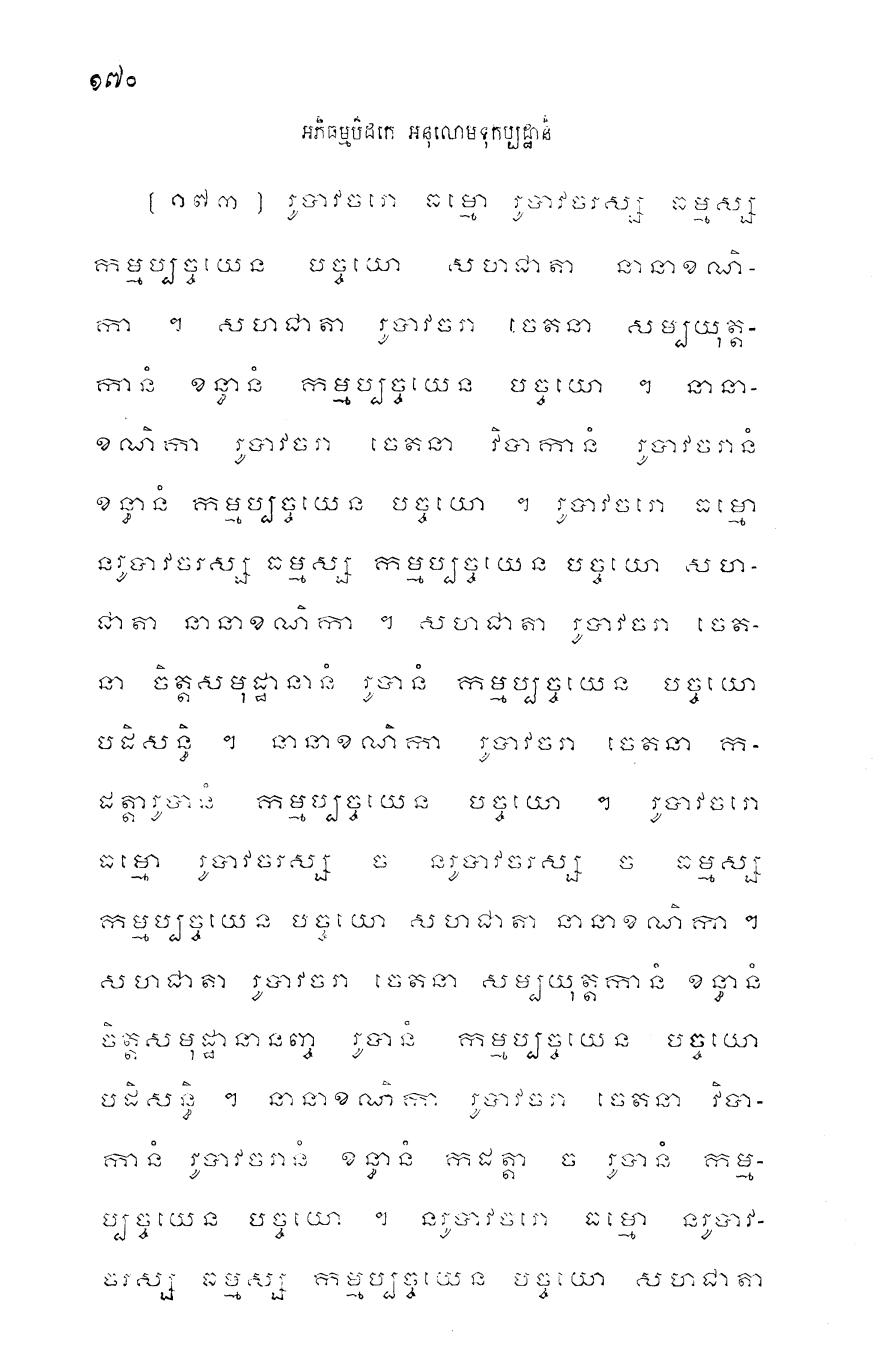 ១៧០
អភិធម្មបិដកេ អនុលោមទុកប្បដ្ឋានំ
(១៧៣) រូបាវចរោ ធម្មោ រូបាវចរស្ស ធម្មស្ស
កម្មប្បច្ចយេន បច្ចយោ សហជាតា នានាខណិ-
កា ។ សហជាតា រូបាវចរា ចេតនា សម្បយុត្ត-
កានំ ខន្ធានំ កម្មប្បច្ចយេន បច្ចយោ ។ នានា-
ខណិកា រូបាវចរា ចេតនា វិបាកានំ រូបាវចរានំ
ខន្ធានំ កម្មប្បច្ចយេន បច្ចយោ ។ រូបាវចរោ ធម្មោ
នរូបាវចរស្ស ធម្មស្ស កម្មប្បច្ចយេន បច្ចយោ សហ-
ជាតា នានាខណិកា ។ សហជាតា រូបាវចរា ចេត-
នា ចិត្តសមុដ្ឋានានំ រូបានំ កម្មប្បច្ចយេន បច្ចយោ
បដិសន្ធិ ។ នានាខណិកា រូបាវចរា ចេតនា ក-
ដត្តារូបានំ កម្មប្បច្ចយេន បច្ចយោ ។ រូបាវចរោ
ធម្មោ រូបាវចរស្ស ច នរូបាវចរស្ស ច ធម្មស្ស
កម្មប្បច្ចយេន បច្ចយោ សហជាតា នានាខណិកា ។
សហជាតា រូបាវចរា ចេតនា សម្បយុត្តកានំ ខន្ធានំ
ចិត្តសមុដ្ឋានានញ្ច រូបានំ កម្មប្បច្ចយេន បច្ចយោ
បដិសន្ធិ ។ នានាខណិកា រូបាវចរា ចេតនា វិបា-
កានំ រូបាវចរានំ ខន្ធានំ កដត្តា ច រូបានំ កម្ម-
ប្បច្ចយេន បច្ចយោ ។ នរូបាវចរោ ធម្មោ នរូបាវ-
ចរស្ស ធម្មស្ស កម្មប្បច្ចយេន បច្ចយោ សហជាតា